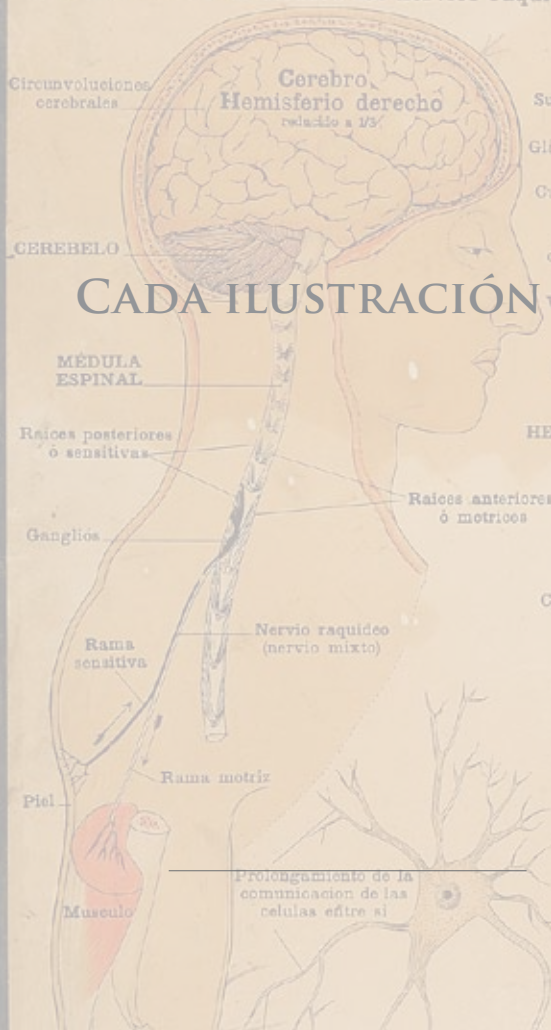 Circunvoluciones
cerebrales
Cerebro,
Hemisferio derecho
reducido a 1/3
CEREBELO
CADA ILUSTRACIÓN
MÉDULA
ESPINAL
Raices posteriores
ó sensitivas
Raices anteriores
ó motrices
Gangliós
Nervio raquideo
(nervio mixto)
Rama
sensitiva
Rama motriz
Piel
Musculo
Prolongamiento de la
comunicacion de las
celulas entre si